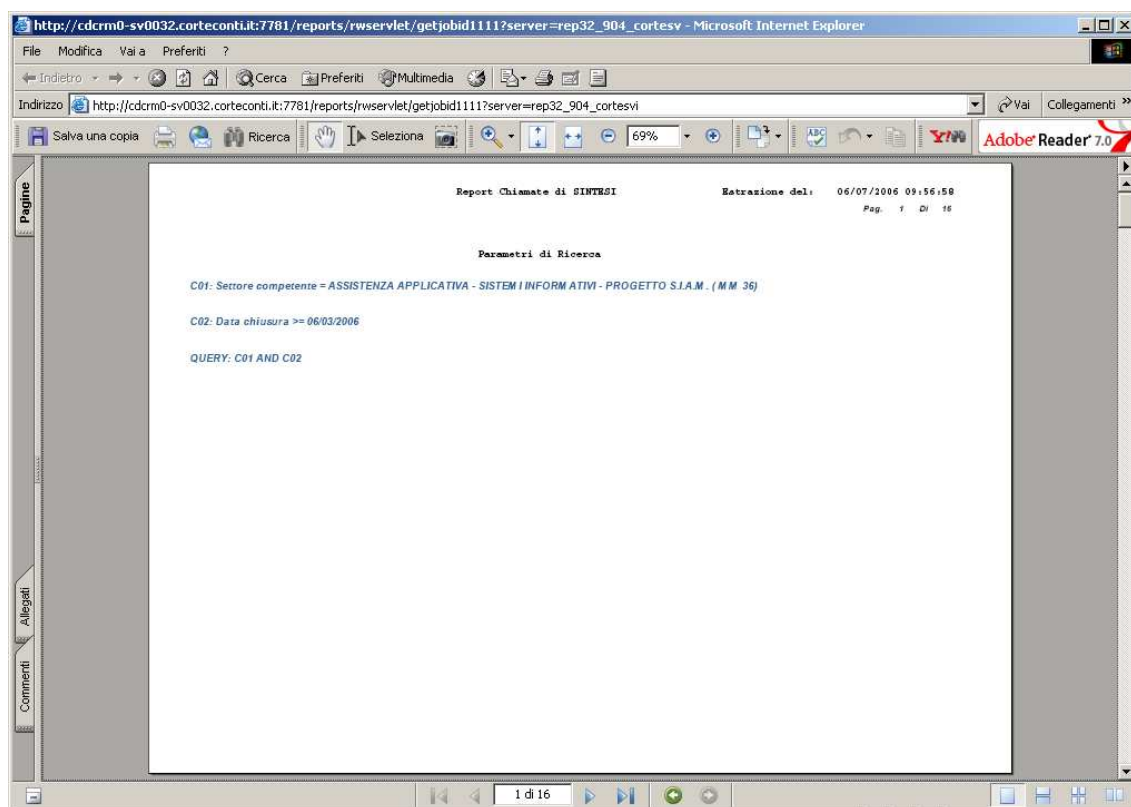 http://cdcrm0-sv0032.corteconti.it:7781/reports/rwservlet/getjobid1111?server=rep32_904_cortesv - Microsoft Internet Explorer
File Modifica Vai a Preferiti ?
Indietro Cerca Preferiti Multimedia
Indirizzo http://cdcrm0-sv0032.corteconti.it:7781/reports/rwservlet/getjobid1111?server=rep32_904_cortesvi Vai Collegamenti »
Salva una copia Ricerca Seleziona 69% Y! Adobe® Reader® 7.0
Pagine
Report Chiamate di SINTESI Estrazione del: 06/07/2006 09:56:58
Pag. 1 Di 16
Parametri di Ricerca
C01: Settore competente = ASSISTENZA APPLICATIVA - SISTEMI INFORMATIVI - PROGETTO S.I.A.M. (MM 36)
C02: Data chiusura >= 06/03/2006
QUERY: C01 AND C02
Allegati
Commenti
1 di 16